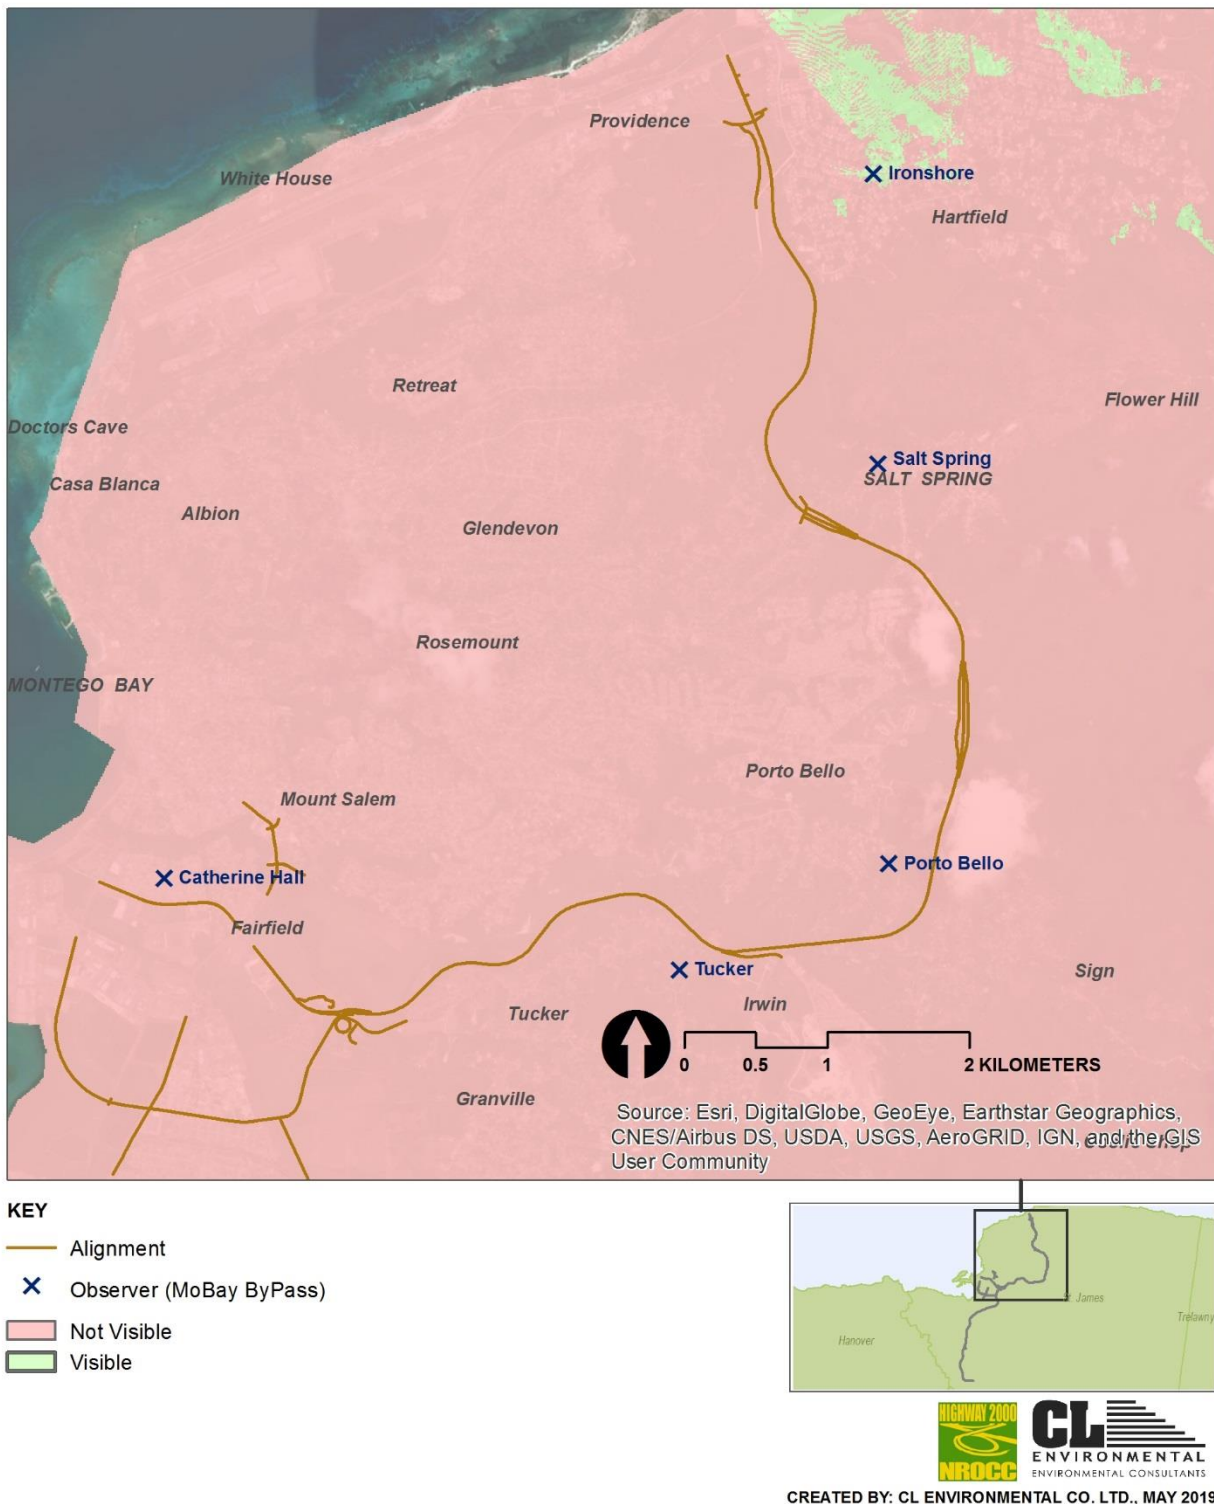 Providence
White House
Ironshore
Hartfield
Retreat
Flower Hill
Doctors Cave
Salt Spring
SALT SPRING
Casa Blanca
Albion
Glendevon
Rosemount
MONTEGO BAY
Porto Bello
Mount Salem
Catherine Hall
Porto Bello
Fairfield
Tucker
Sign
Tucker
Irwin
0 0.5 1 2 KILOMETERS
Granville
Source: Esri, DigitalGlobe, GeoEye, Earthstar Geographics,
CNES/Airbus DS, USDA, USGS, AeroGRID, IGN, and the GIS
User Community
KEY
Alignment
Observer (MoBay ByPass)
Not Visible
Visible
St. James
Trelawny
Hanover
HIGHWAY 2000
NROCC
CL
ENVIRONMENTAL
ENVIRONMENTAL CONSULTANTS
CREATED BY: CL ENVIRONMENTAL CO. LTD., MAY 2019